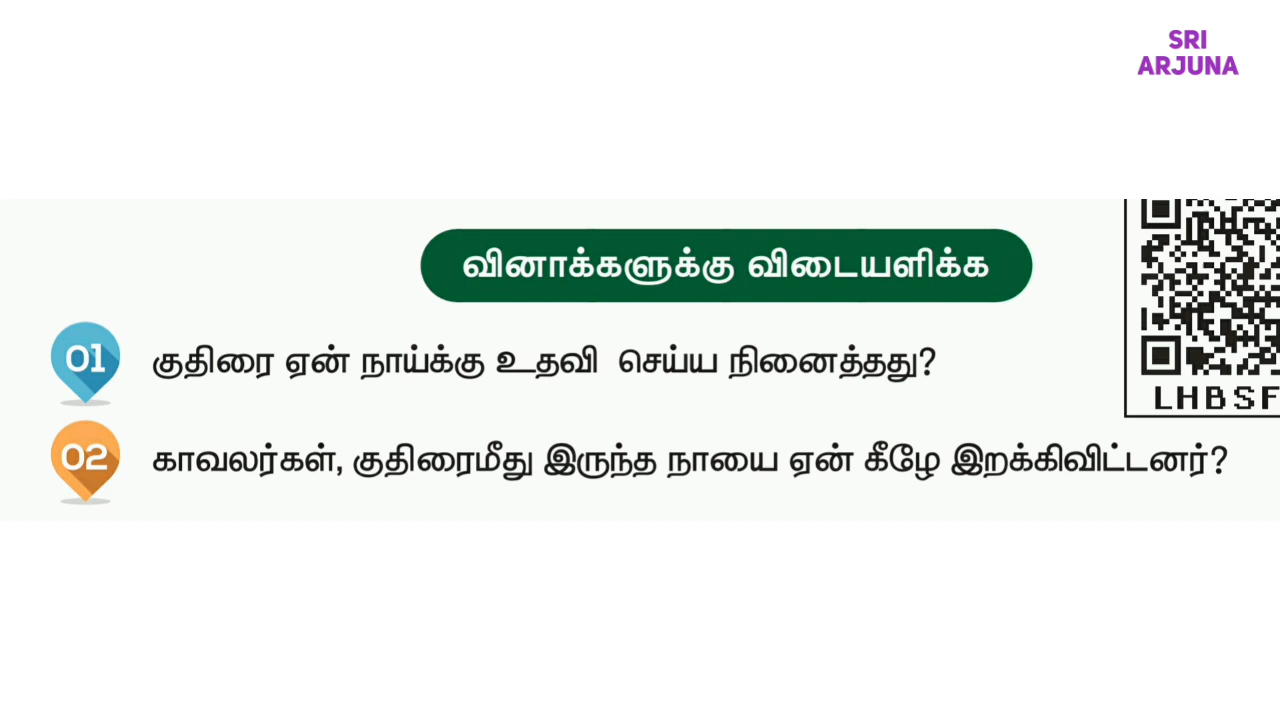 SRI
ARJUNA
வினாக்களுக்கு விடையளிக்க
01 குதிரை ஏன் நாய்க்கு உதவி செய்ய நினைத்தது?
LHBSF
02 காவலர்கள், குதிரைமீது இருந்த நாயை ஏன் கீழே இறக்கிவிட்டனர்?